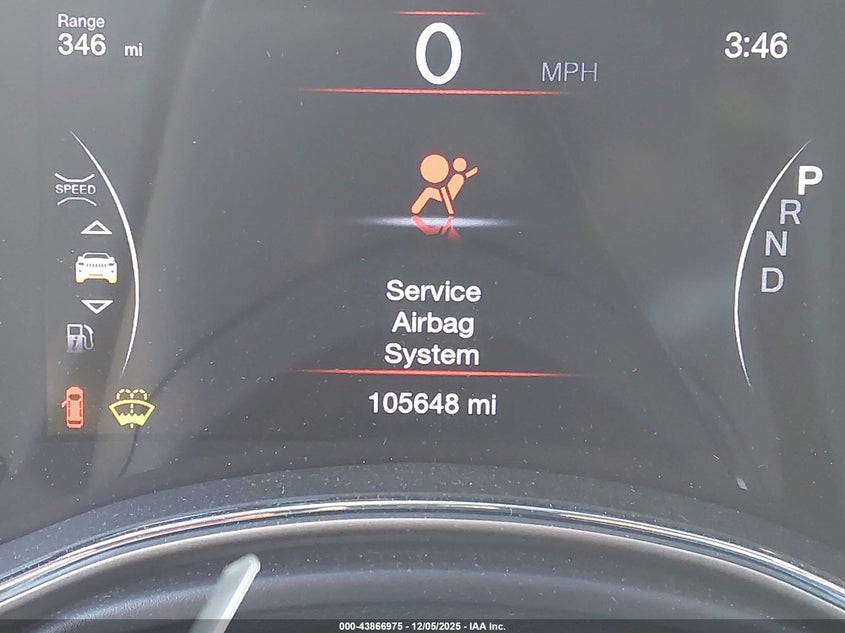 Range
346 mi
0
MPH
3:46
SPEED
P
R
N
D
Service
Airbag
System
105648 mi
000-43866975 - 12/05/2025 - IAA Inc.